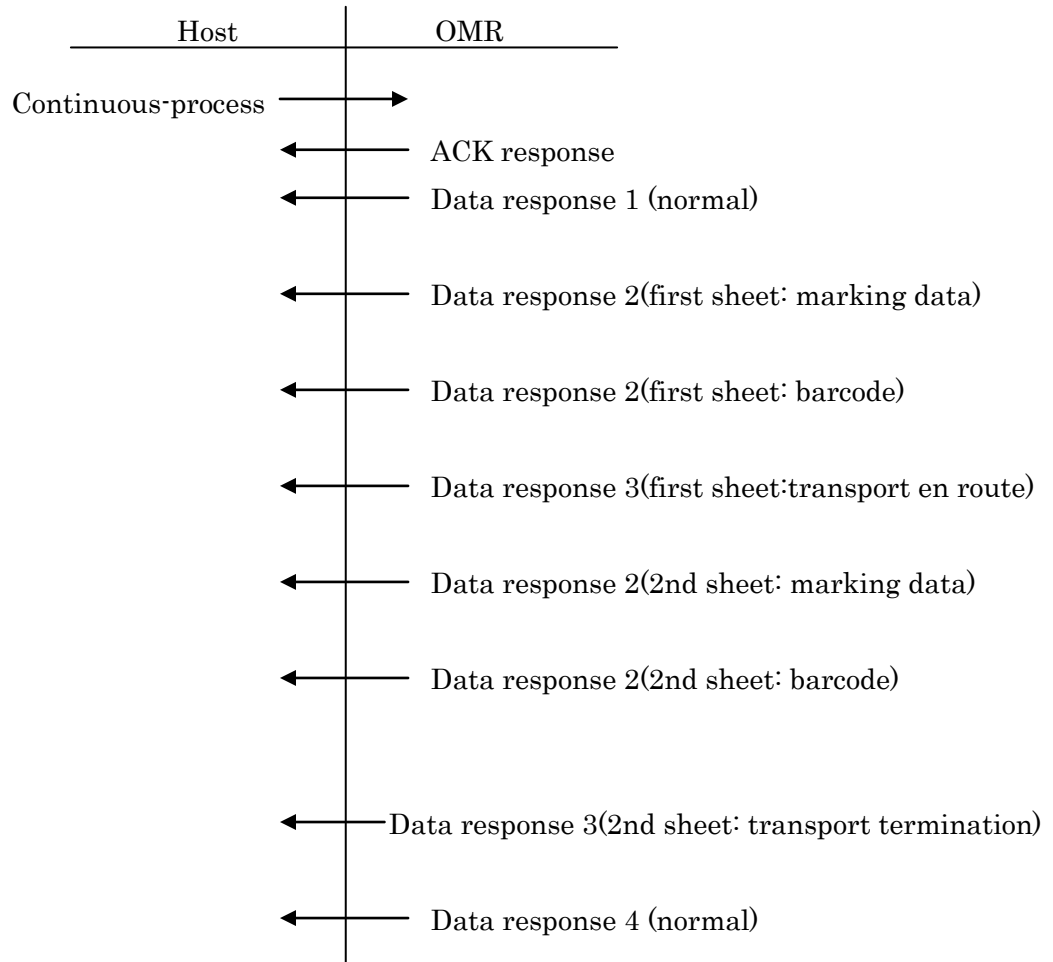 Host OMR
Continuous-process
ACK response
Data response 1 (normal)
Data response 2(first sheet: marking data)
Data response 2(first sheet: barcode)
Data response 3(first sheet:transport en route)
Data response 2(2nd sheet: marking data)
Data response 2(2nd sheet: barcode)
Data response 3(2nd sheet: transport termination)
Data response 4 (normal)